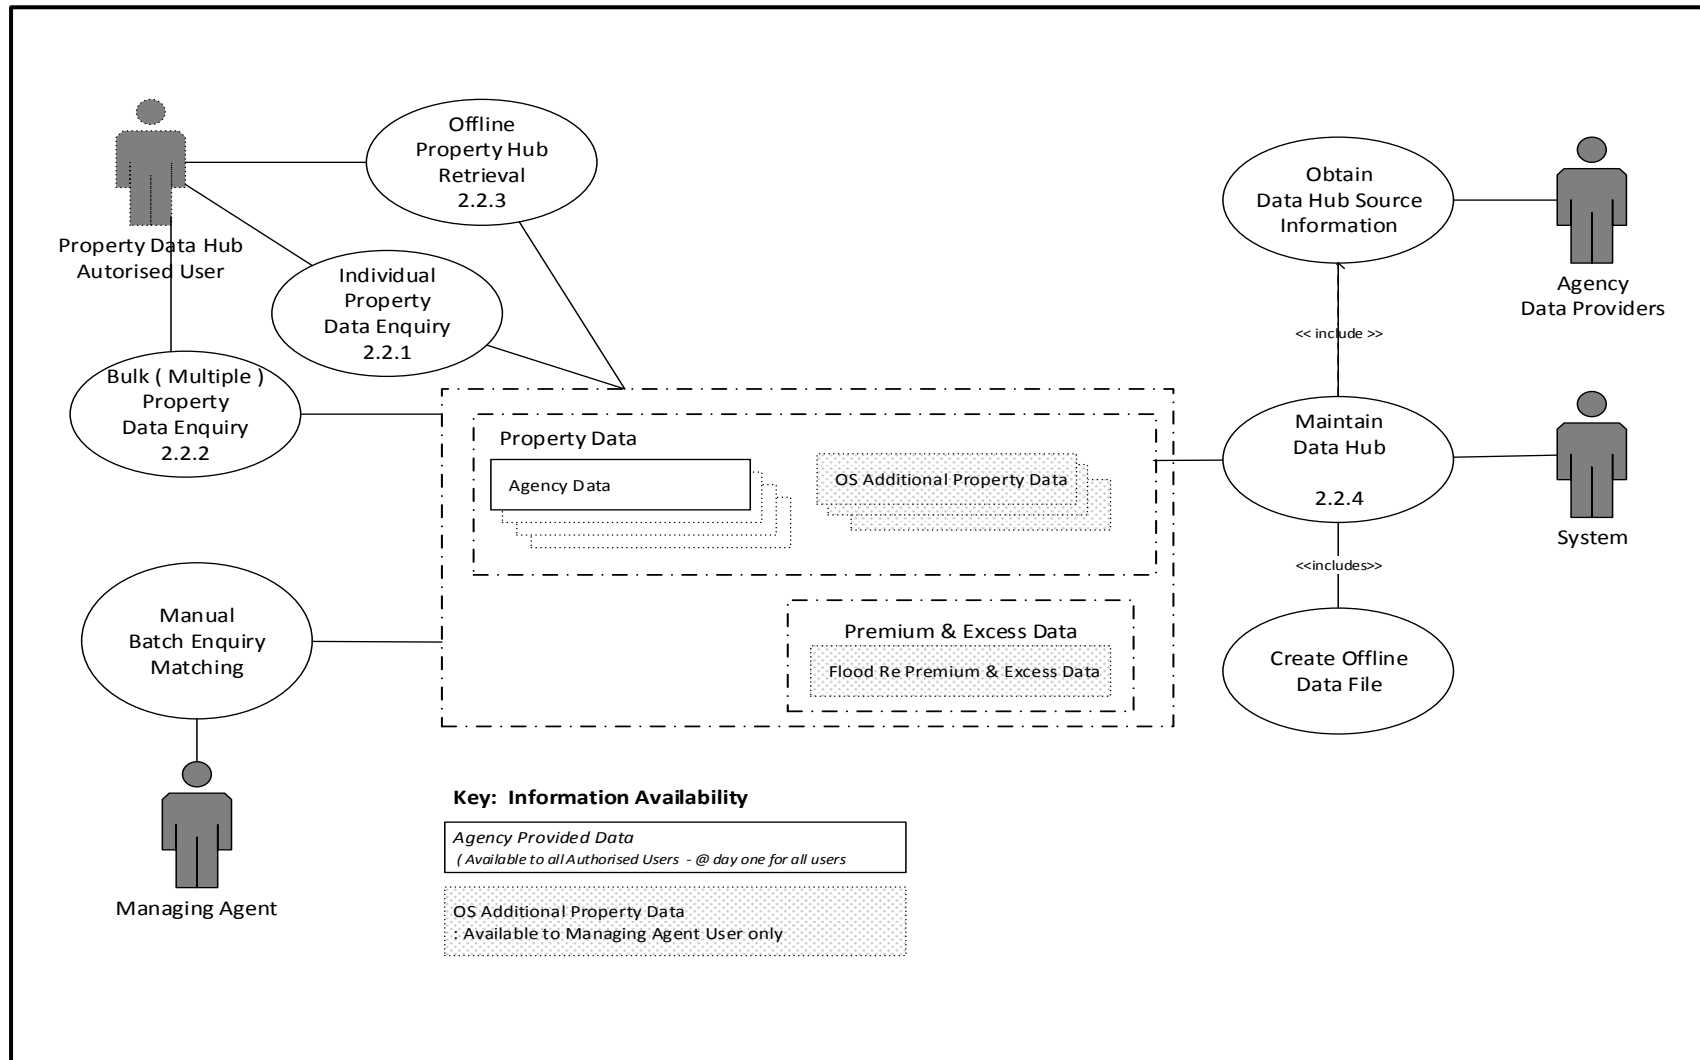 Offline
Property Hub
Retrieval
2.2.3
Property Data Hub
Autorised User
Individual
Property
Data Enquiry
2.2.1
Bulk ( Multiple )
Property
Data Enquiry
2.2.2
Manual
Batch Enquiry
Matching
Managing Agent
Property Data
Agency Data
OS Additional Property Data
Premium & Excess Data
Flood Re Premium & Excess Data
Obtain
Data Hub Source
Information
Agency
Data Providers
<< include >>
Maintain
Data Hub
2.2.4
System
<<includes>>
Create Offline
Data File
Key: Information Availability
Agency Provided Data
( Available to all Authorised Users - @ day one for all users
OS Additional Property Data
: Available to Managing Agent User only